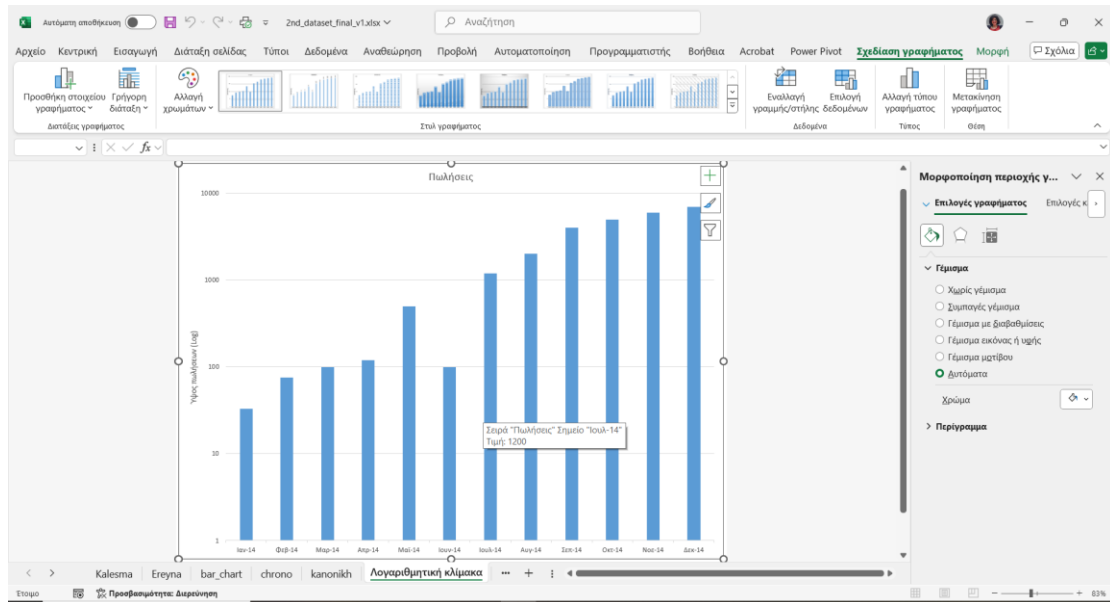 Αυτόματη αποθήκευση
2nd_dataset_final_v1.xlsx
Αναζήτηση
Αρχείο Κεντρική Εισαγωγή Διάταξη σελίδας Τύποι Δεδομένα Αναθεώρηση Προβολή Αυτοματοποίηση Προγραμματιστής Βοήθεια Acrobat Power Pivot Σχεδίαση γραφήματος Μορφή Σχόλια
Προσθήκη στοιχείου γραφήματος
Γρήγορη διάταξη
Αλλαγή χρωμάτων
Εναλλαγή γραμμής/στήλης
Επιλογή δεδομένων
Αλλαγή τύπου γραφήματος
Μετακίνηση γραφήματος
Διατάξεις γραφήματος Στυλ γραφήματος Δεδομένα Τύπος Θέση
fx
Πωλήσεις
10000
1000
100
10
1
Υψος πωλήσεων (Log)
Σειρά "Πωλήσεις" Σημείο "Ιουλ-14"
Τιμή: 1200
Ιαν-14 Φεβ-14 Μαρ-14 Απρ-14 Μαϊ-14 Ιουν-14 Ιουλ-14 Αυγ-14 Σεπ-14 Οκτ-14 Νοε-14 Δεκ-14
Μορφοποίηση περιοχής γ...
Επιλογές γραφήματος Επιλογές κ
Γέμισμα
Χωρίς γέμισμα
Συμπαγές γέμισμα
Γέμισμα με διαβαθμίσεις
Γέμισμα εικόνας ή υφής
Γέμισμα μοτίβου
Αυτόματα
Χρώμα
Περίγραμμα
Kalesma Ereyna bar_chart chrono kanonikh Λογαριθμητική κλίμακα ...
Έτοιμο Προσβασιμότητα: Διερεύνηση 83%